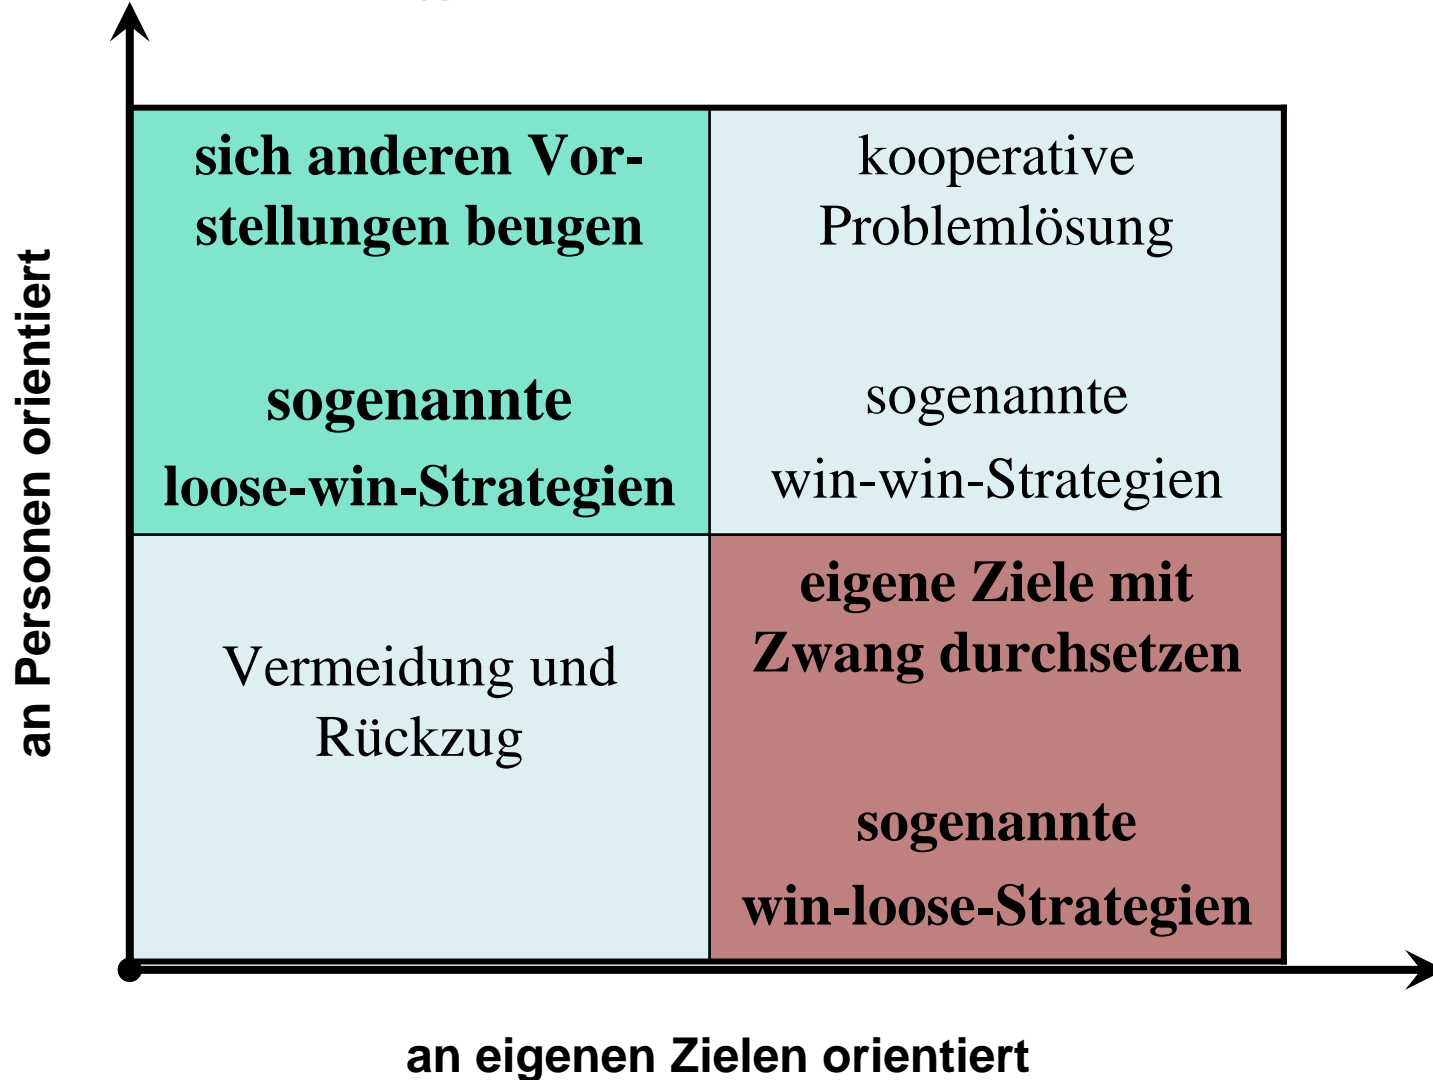 sich anderen Vor-
stellungen beugen
sogenannte
loose-win-Strategien
kooperative
Problemlösung
sogenannte
win-win-Strategien
Vermeidung und
Rückzug
eigene Ziele mit
Zwang durchsetzen
sogenannte
win-loose-Strategien
an Personen orientiert
an eigenen Zielen orientiert